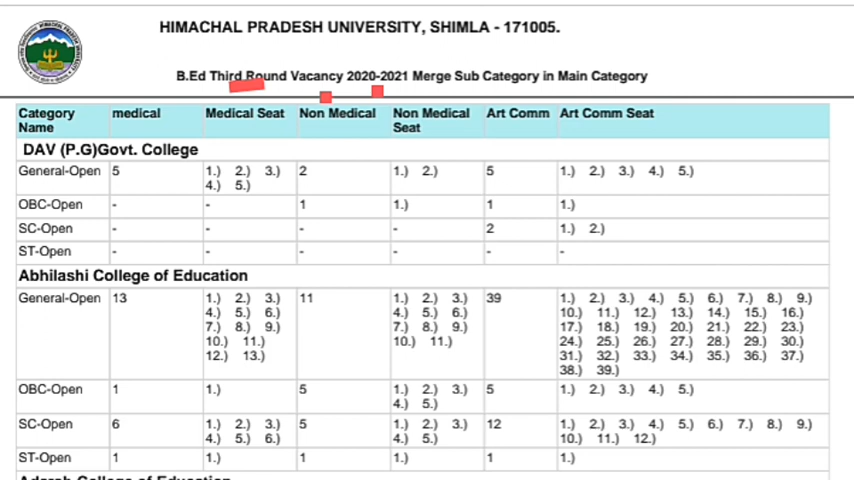 HIMACHAL PRADESH UNIVERSITY, SHIMLA - 171005.
B.Ed Third Round Vacancy 2020-2021 Merge Sub Category in Main Category
Category Name medical Medical Seat Non Medical Non Medical Seat Art Comm Art Comm Seat
DAV (P.G)Govt. College
General-Open 5 1.) 2.) 3.) 2 1.) 2.) 5 1.) 2.) 3.) 4.) 5.)
4.) 5.)
OBC-Open - - 1 1.) 1 1.)
SC-Open - - - - 2 1.) 2.)
ST-Open - - - - - -
Abhilashi College of Education
General-Open 13 1.) 2.) 3.) 11 1.) 2.) 3.) 39 1.) 2.) 3.) 4.) 5.) 6.) 7.) 8.) 9.)
4.) 5.) 6.) 4.) 5.) 6.) 10.) 11.) 12.) 13.) 14.) 15.) 16.)
7.) 8.) 9.) 7.) 8.) 9.) 17.) 18.) 19.) 20.) 21.) 22.) 23.)
10.) 11.) 10.) 11.) 24.) 25.) 26.) 27.) 28.) 29.) 30.)
12.) 13.) 31.) 32.) 33.) 34.) 35.) 36.) 37.)
38.) 39.)
OBC-Open 1 1.) 5 1.) 2.) 3.) 5 1.) 2.) 3.) 4.) 5.)
4.) 5.)
SC-Open 6 1.) 2.) 3.) 5 1.) 2.) 3.) 12 1.) 2.) 3.) 4.) 5.) 6.) 7.) 8.) 9.)
4.) 5.) 6.) 4.) 5.) 10.) 11.) 12.)
ST-Open 1 1.) 1 1.) 1 1.)